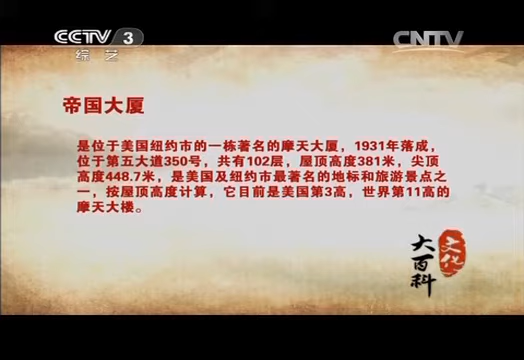 CCTV 3
综艺
CNTV
帝国大厦
是位于美国纽约市的一栋著名的摩天大厦，1931年落成，
位于第五大道350号，共有102层，屋顶高度381米，尖顶
高度448.7米，是美国及纽约市最著名的地标和旅游景点之
一，按屋顶高度计算，它目前是美国第3高，世界第11高的
摩天大楼。
文化
大百科